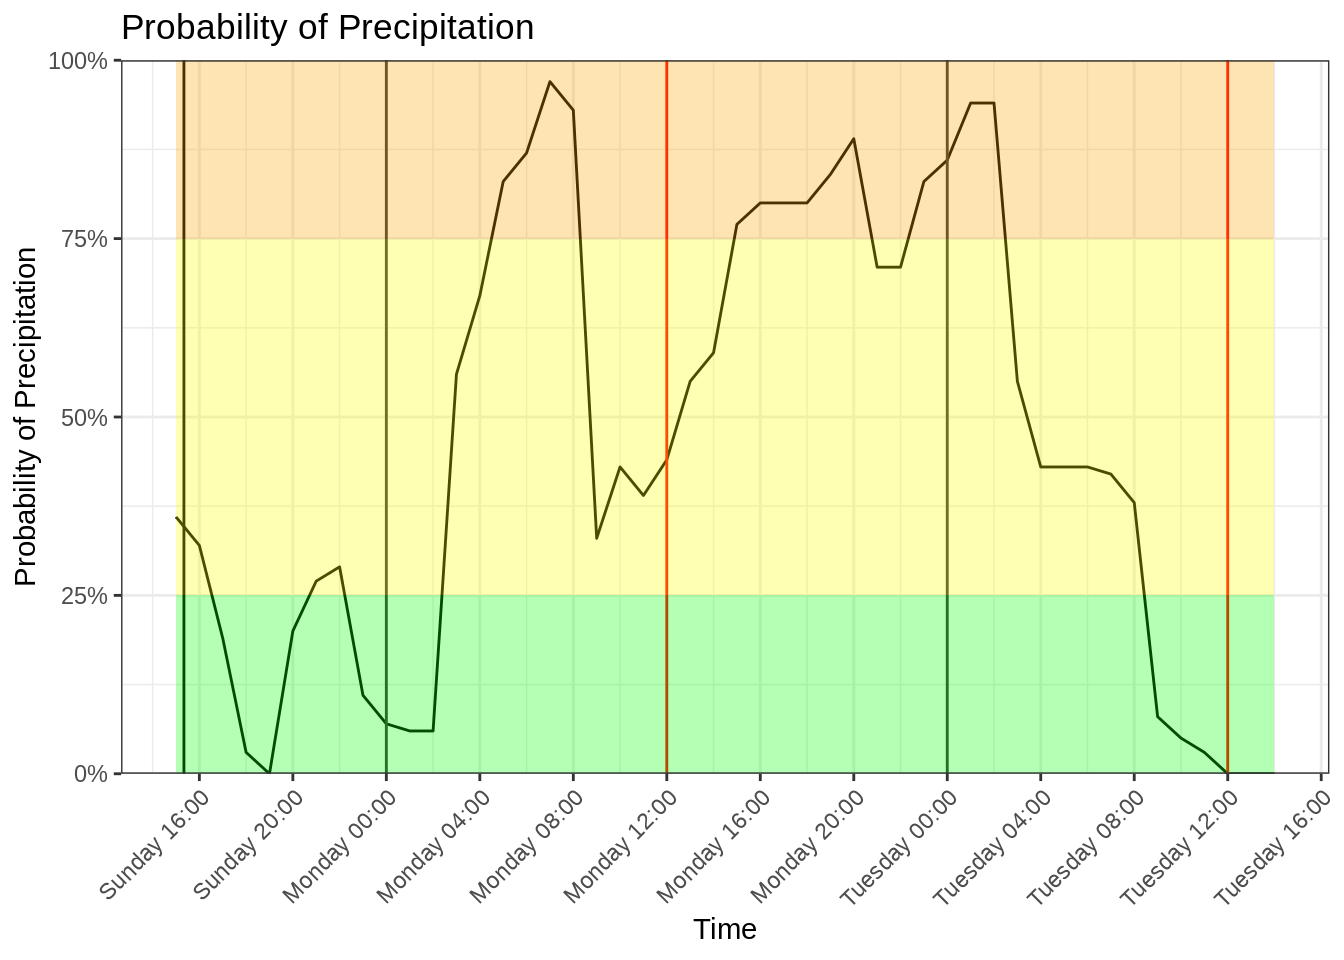 Probability of Precipitation
Probability of Precipitation
100%
75%
50%
25%
0%
Sunday 16:00
Sunday 20:00
Monday 00:00
Monday 04:00
Monday 08:00
Monday 12:00
Monday 16:00
Monday 20:00
Tuesday 00:00
Tuesday 04:00
Tuesday 08:00
Tuesday 12:00
Tuesday 16:00
Time